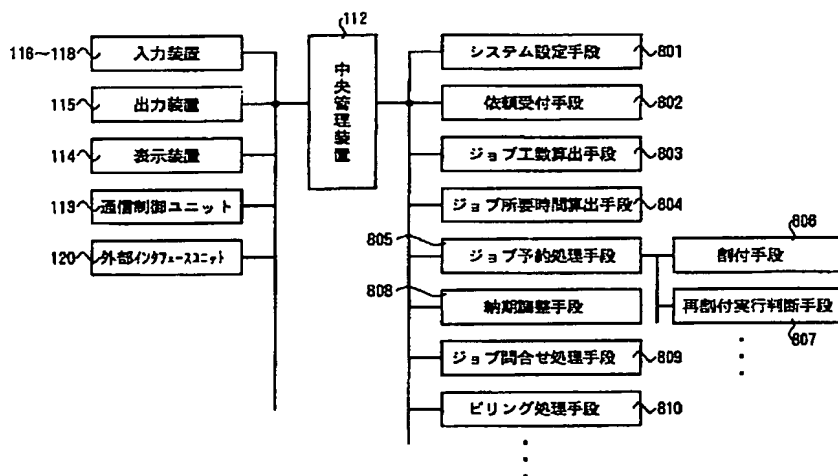 112
中央管理装置
116～118 入力装置
115 出力装置
114 表示装置
113 通信制御ユニット
120 外部インタフェースユニット
システム設定手段 801
依頼受付手段 802
ジョブ工数算出手段 803
ジョブ所要時間算出手段 804
805 ジョブ予約処理手段
806
割付手段
808 納期調整手段
再割付実行判断手段
807
ジョブ問合せ処理手段 809
ビリング処理手段 810